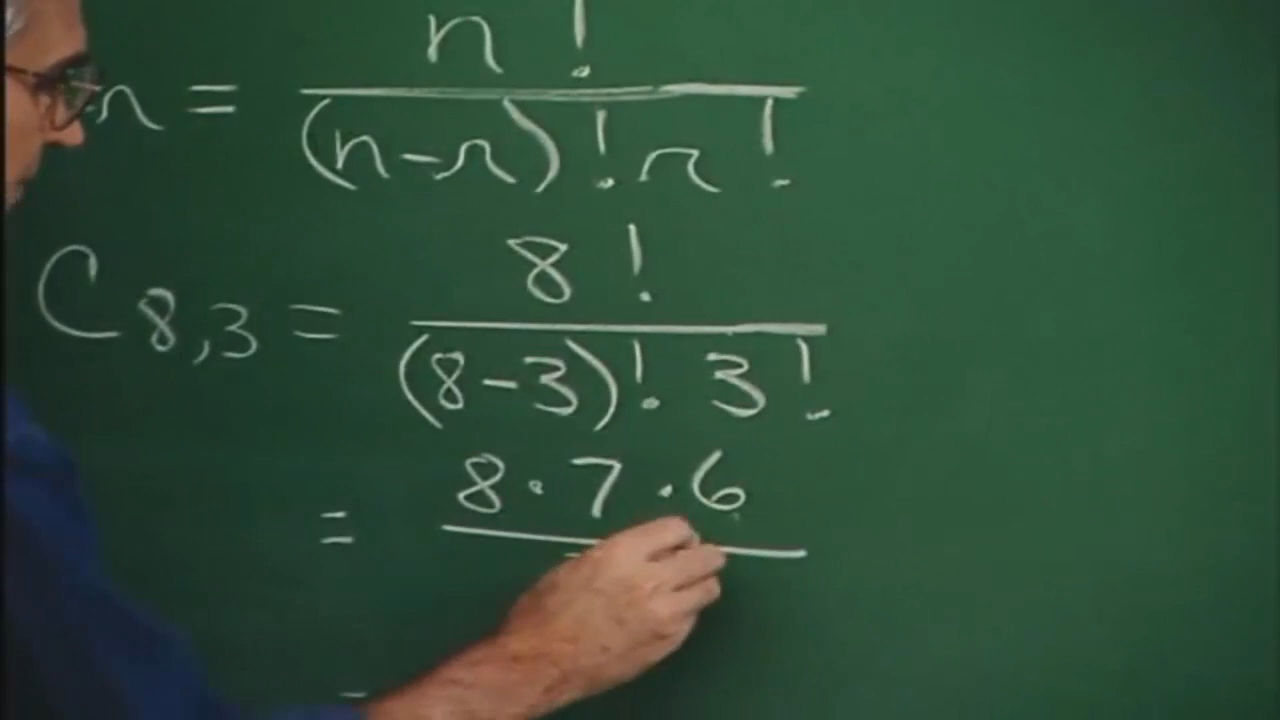 n!
r =
(n-r)! r!
8!
C8,3 =
(8-3)! 3!
8·7·6
=